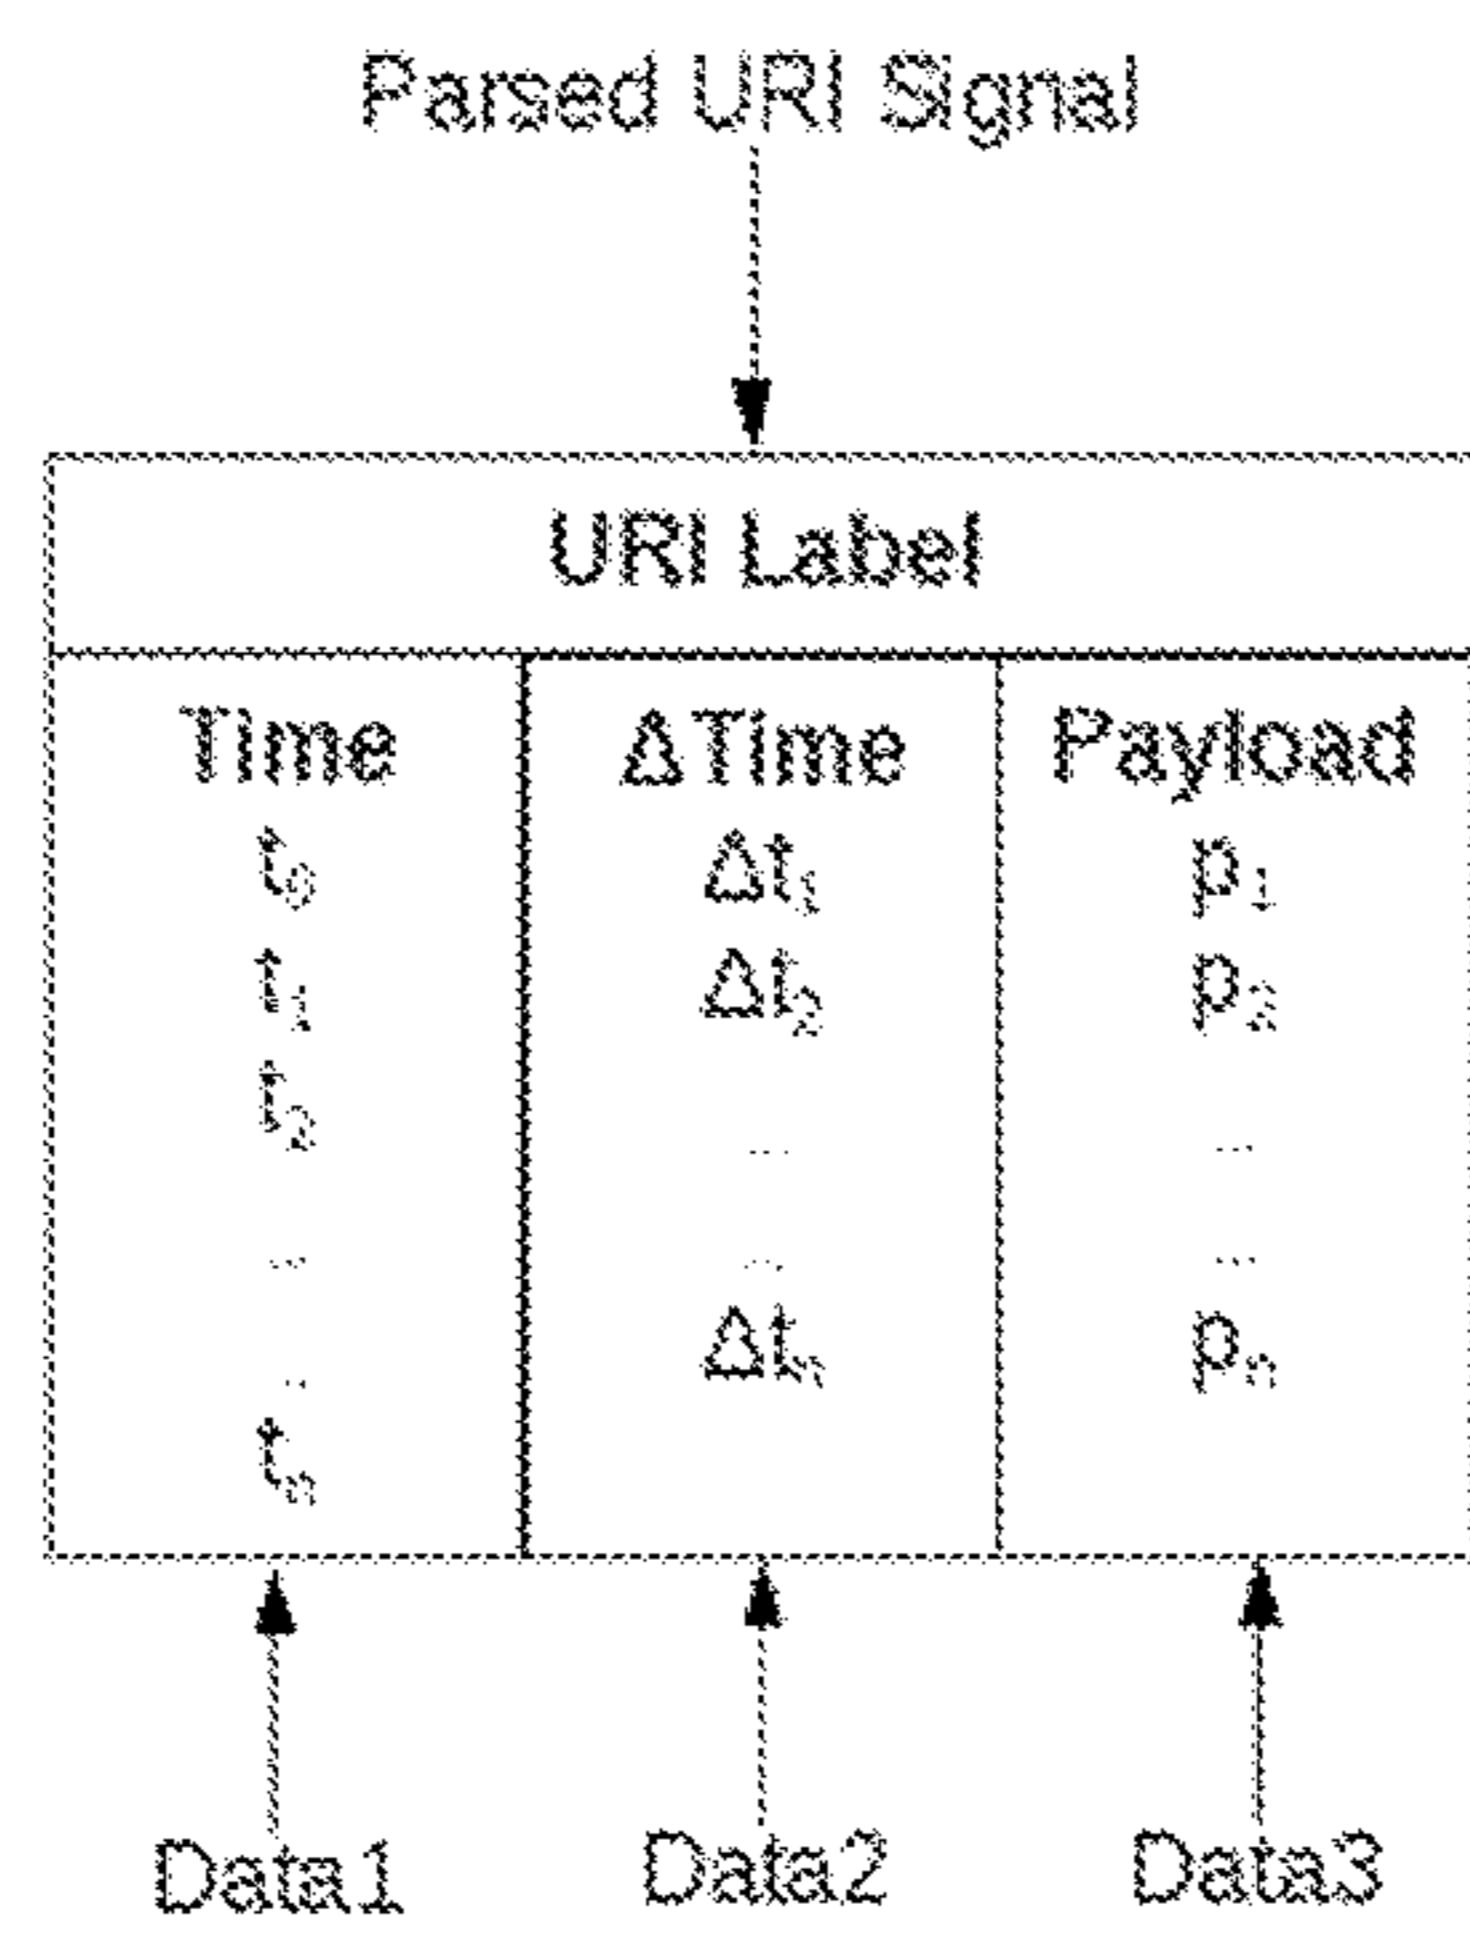 Parsed URI Signal
URI Label
Time ΔTime Payload
t₀ Δt₁ p₁
t₁ Δt₂ p₂
t₂
... ...
... ... ...
Δtₙ pₙ
...
tₙ
Data1 Data2 Data3